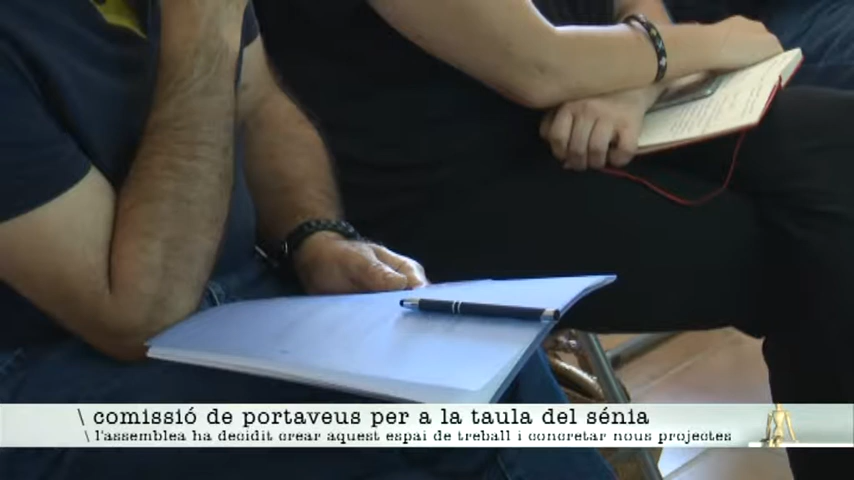 \ comissió de portaveus per a la taula del sénia
\ l'assemblea ha decidit crear aquest espai de treball i concretar nous projectes